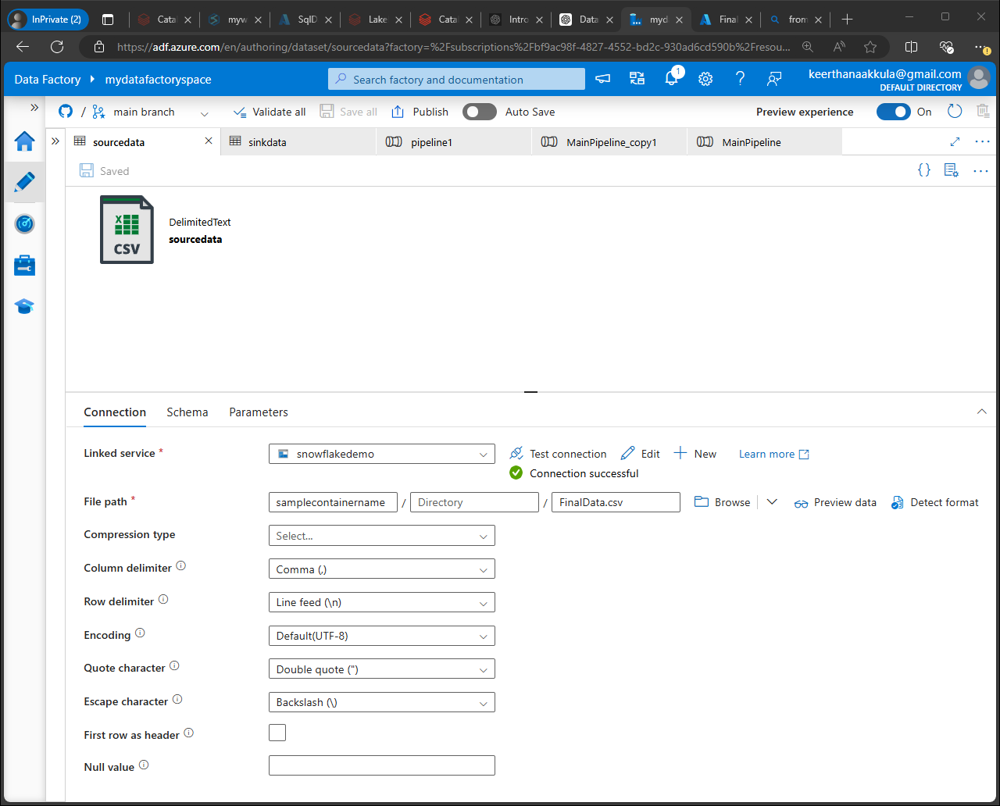 InPrivate (2) Catal myw SqlD Lake Catal Intro Data myda Final from
https://adf.azure.com/en/authoring/dataset/sourcedata?factory=%2Fsubscriptions%2Fbf9ac98f-4827-4552-bd2c-930ad6cd590b%2Fresou...
Data Factory mydatafactoryspace Search factory and documentation 1 keerthanaakkula@gmail.com
DEFAULT DIRECTORY
/ main branch Validate all Save all Publish Auto Save Preview experience On
sourcedata sinkdata pipeline1 MainPipeline_copy1 MainPipeline
Saved {} ...
DelimitedText
sourcedata
CSV
Connection Schema Parameters
Linked service * snowflakedemo Test connection Edit New Learn more
Connection successful
File path * samplecontainername / Directory / FinalData.csv Browse Preview data Detect format
Compression type Select...
Column delimiter Comma (,)
Row delimiter Line feed (\n)
Encoding Default(UTF-8)
Quote character Double quote (")
Escape character Backslash (\)
First row as header
Null value